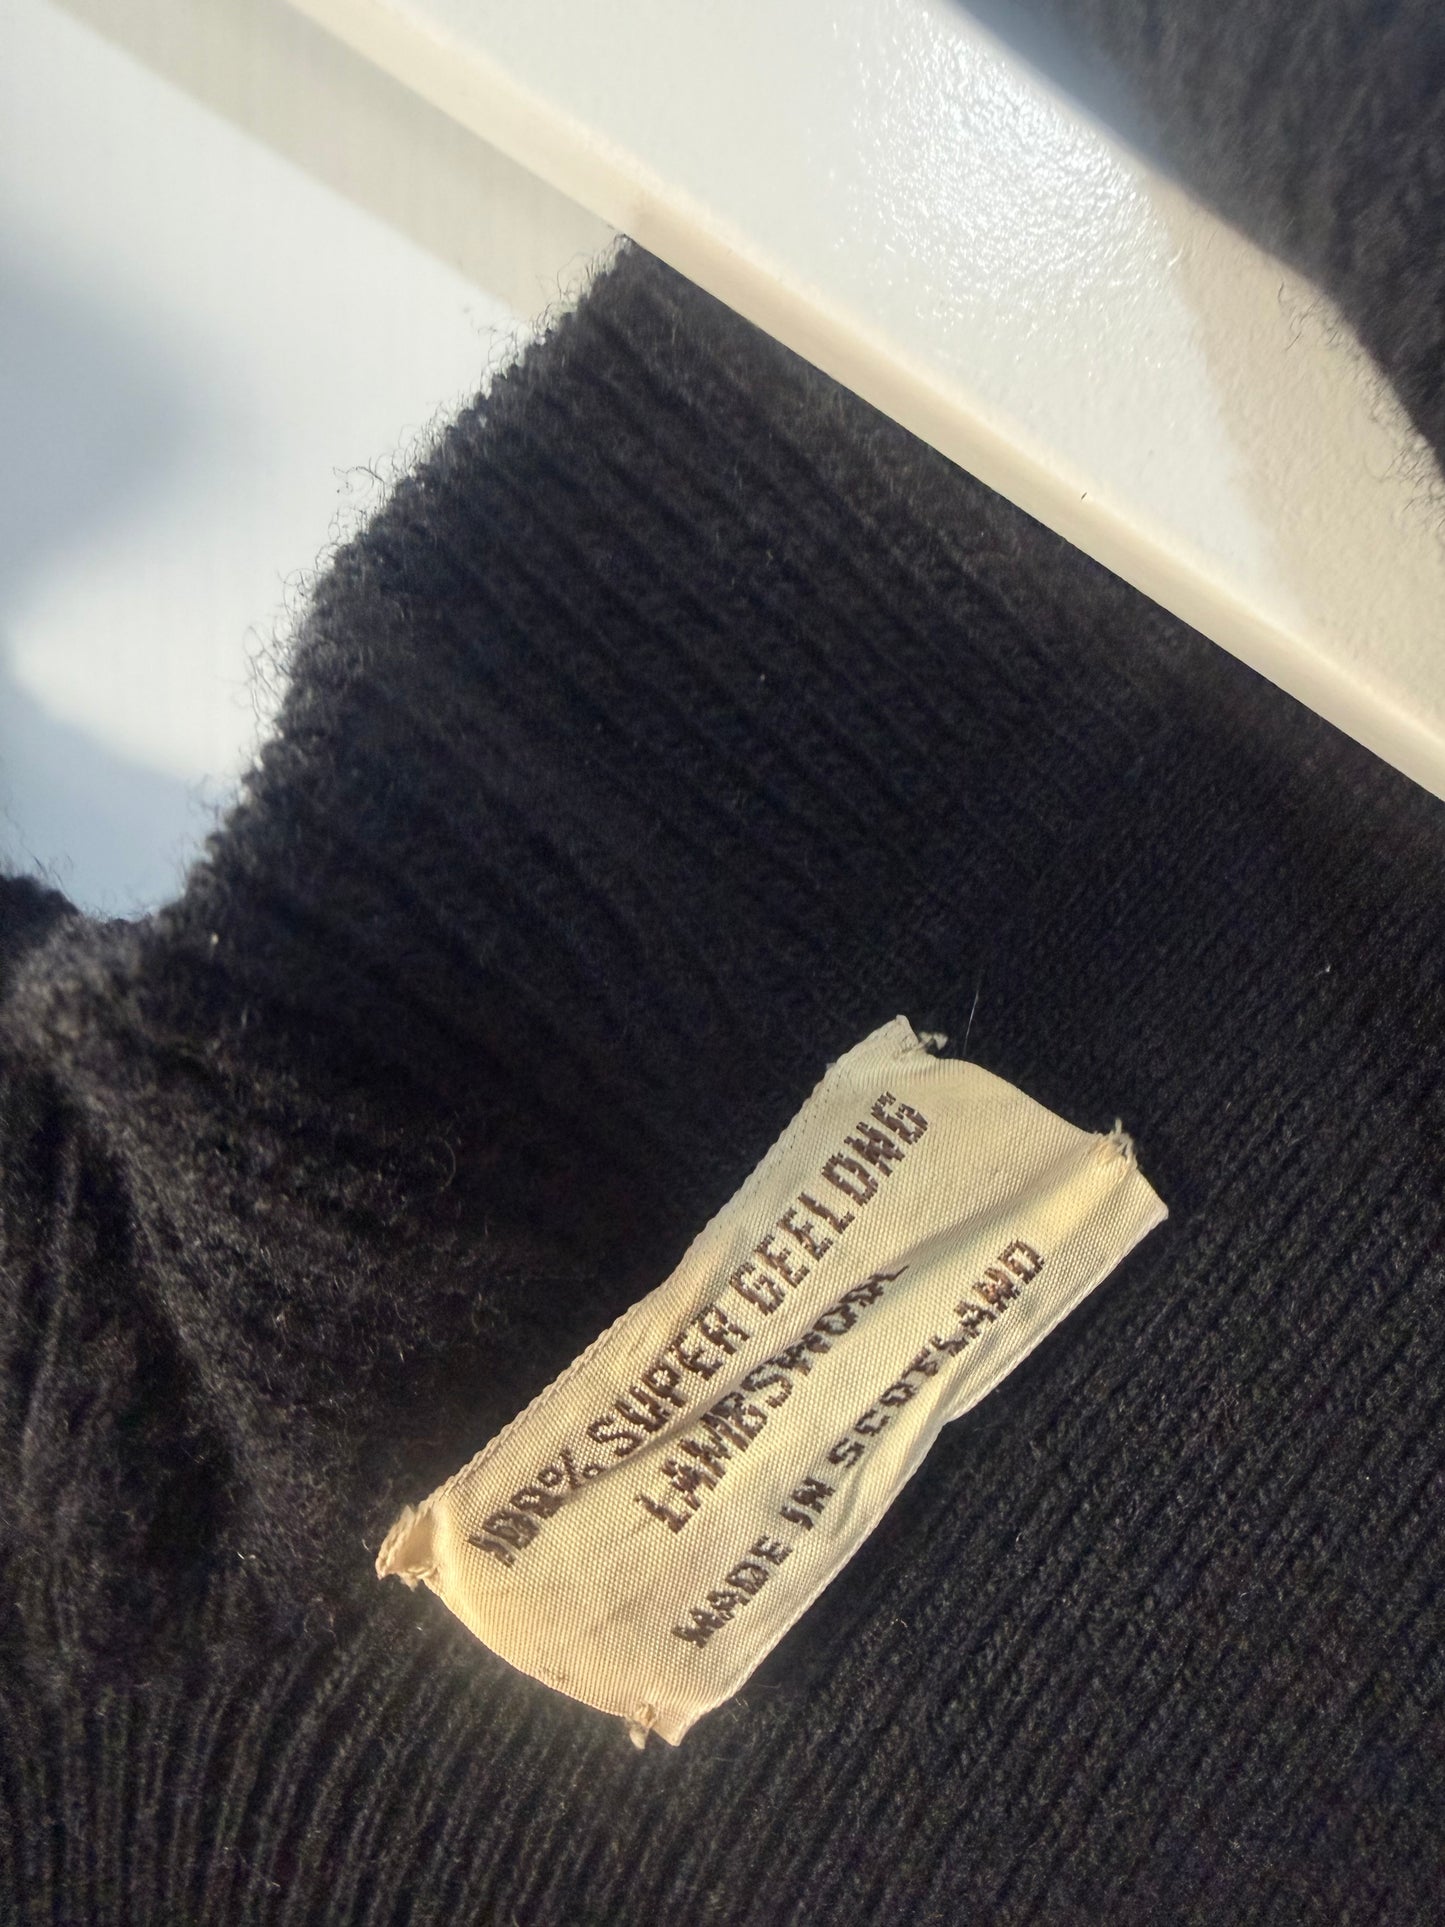 100% SUPER GEELONG
LAMBSWOOL
MADE IN SCOTLAND